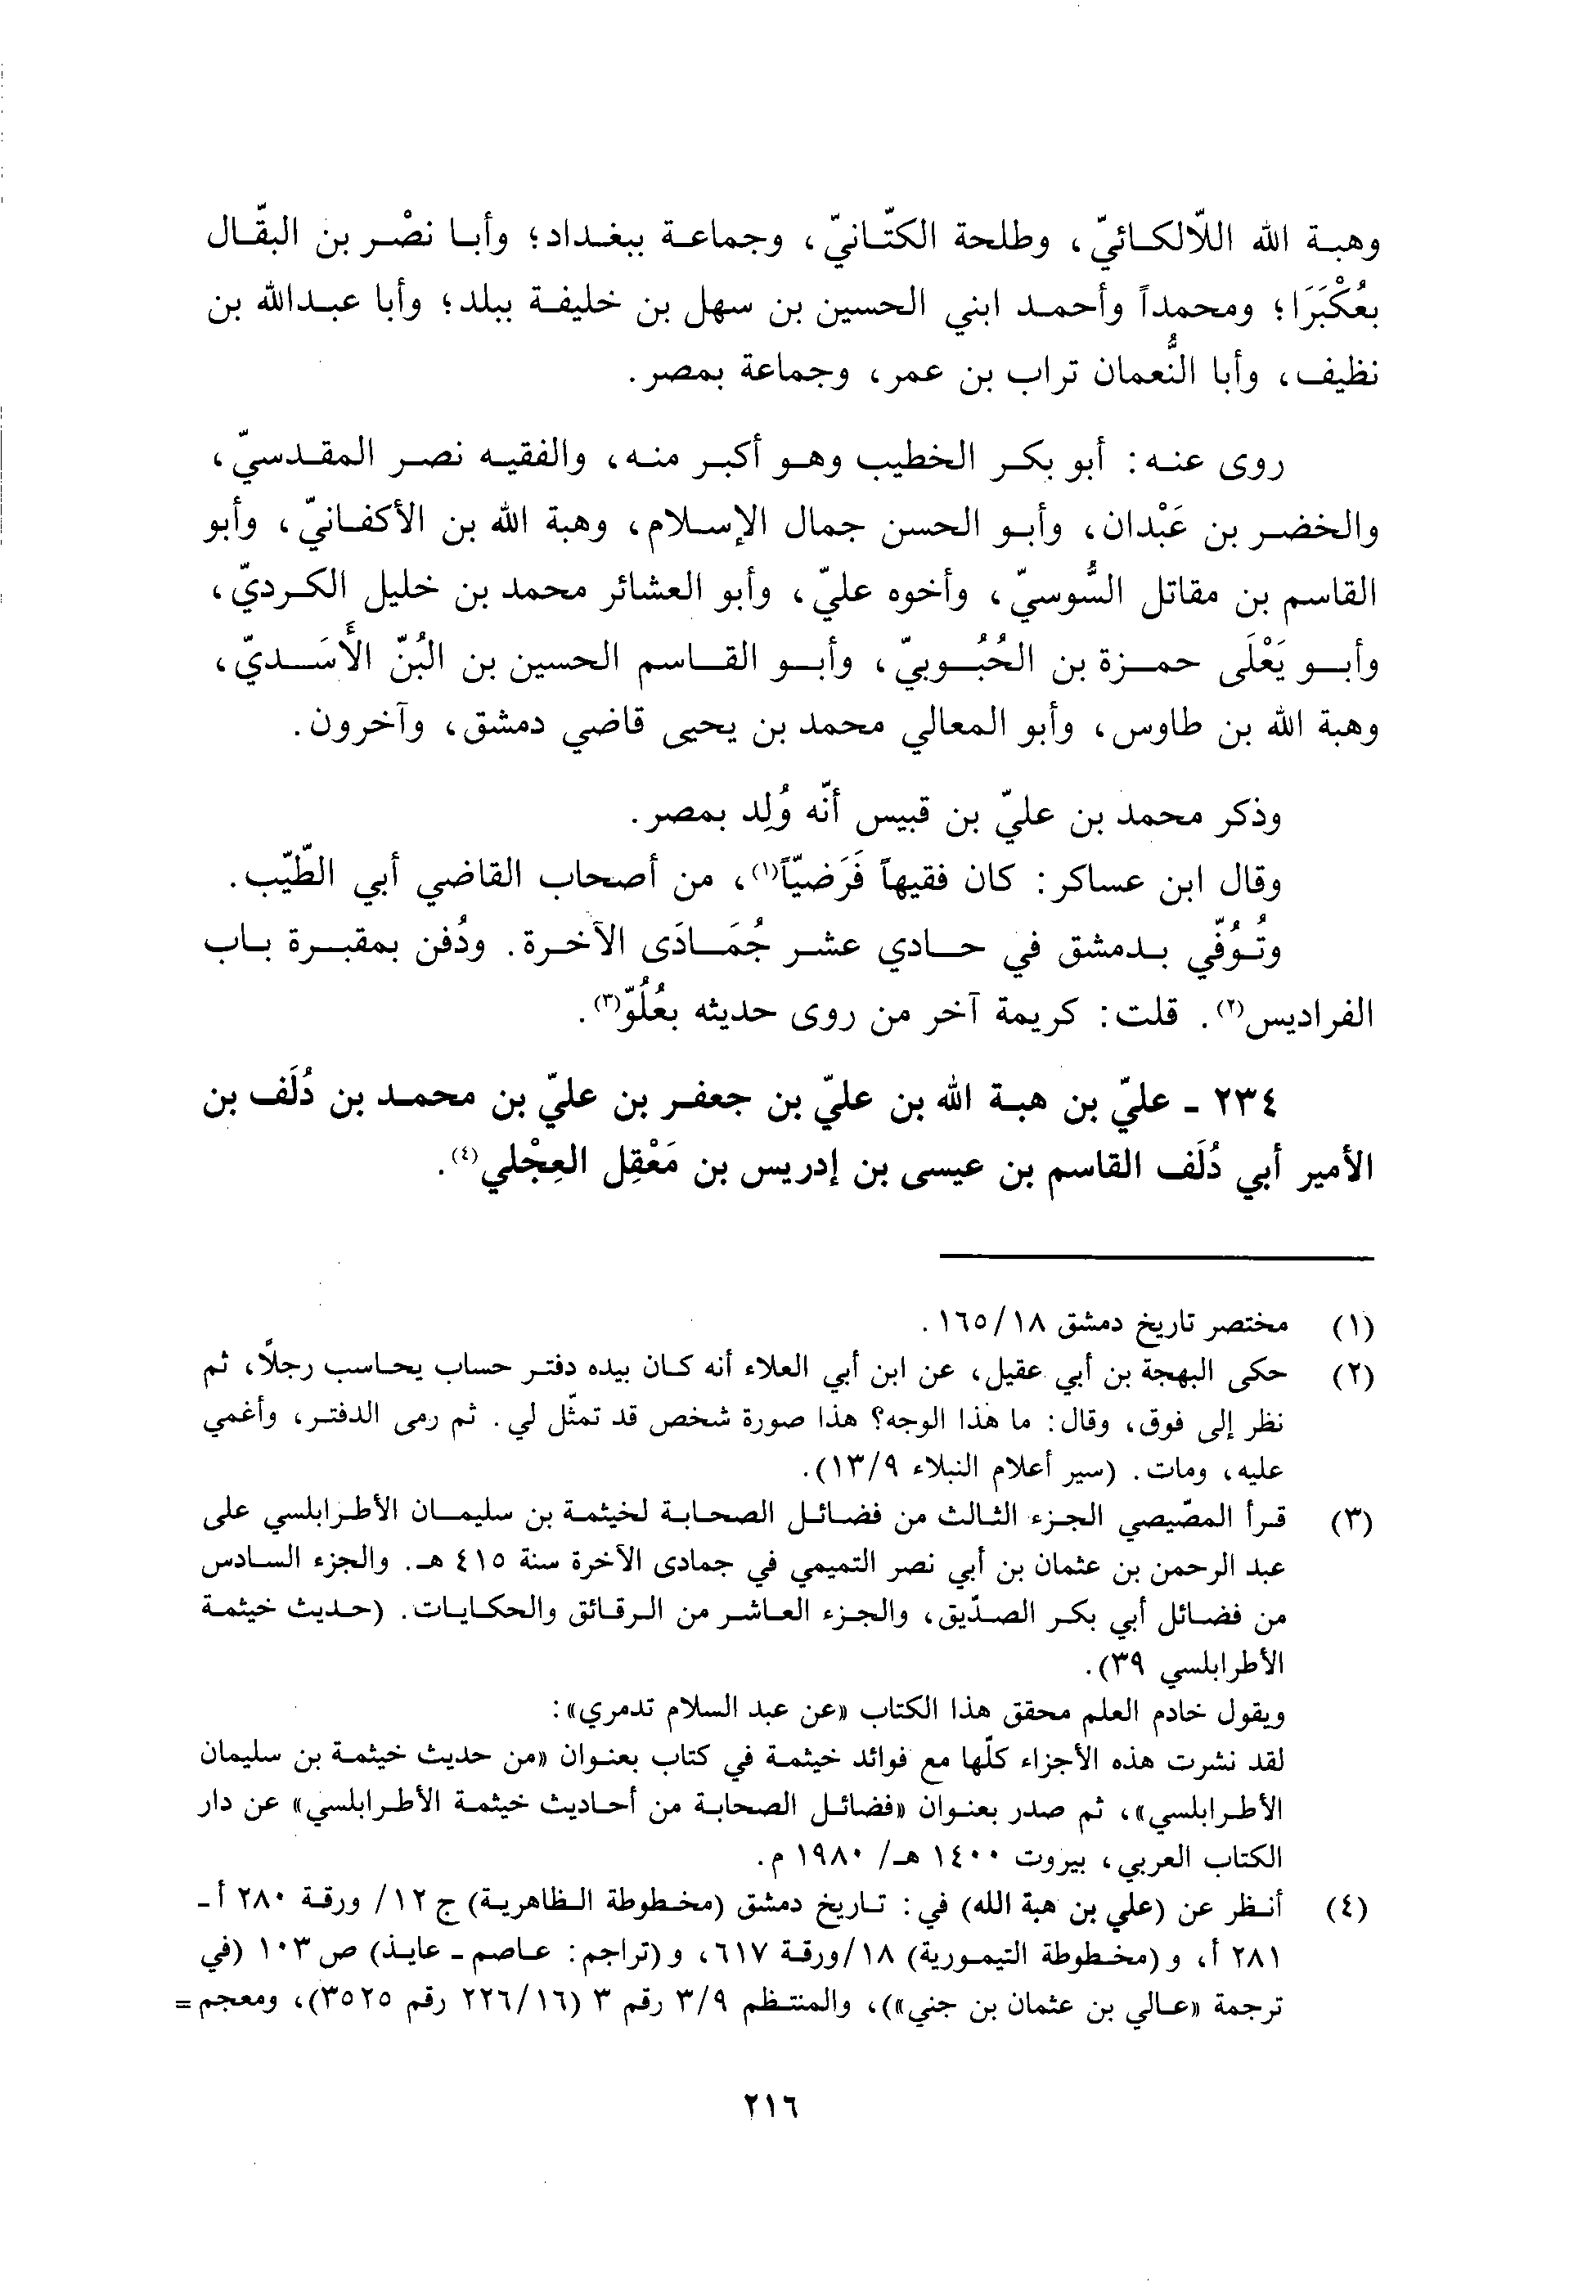 وهبة الله اللّالكائيّ، وطلحة الكتّانيّ، وجماعة ببغداد؛ وأبا نصْر بن البقّال
بعُكْبَرَا؛ ومحمداً وأحمد ابني الحسين بن سهل بن خليفة ببلد؛ وأبا عبدالله بن
نظيف، وأبا النُّعمان تراب بن عمر، وجماعة بمصر.
روى عنه: أبو بكر الخطيب وهو أكبر منه، والفقيه نصر المقدسيّ،
والخضر بن عَبْدان، وأبو الحسن جمال الإسلام، وهبة الله بن الأكفانيّ، وأبو
القاسم بن مقاتل السُّوسيّ، وأخوه عليّ، وأبو العشائر محمد بن خليل الكرديّ،
وأبو يَعْلَى حمزة بن الحُبُوبيّ، وأبو القاسم الحسين بن البُنّ الأَسَديّ،
وهبة الله بن طاوس، وأبو المعالي محمد بن يحيى قاضي دمشق، وآخرون.
وذكر محمد بن عليّ بن قبيس أنّه وُلِد بمصر.
وقال ابن عساكر: كان فقيهاً فَرَضيّاً(١)، من أصحاب القاضي أبي الطّيّب.
وتُوُفّي بدمشق في حادي عشر جُمَادَى الآخرة. ودُفن بمقبرة باب
الفراديس(٢). قلت: كريمة آخر من روى حديثه بعُلُوّ(٣).
٢٣٤ ـ عليّ بن هبة الله بن عليّ بن جعفر بن عليّ بن محمد بن دُلَف بن
الأمير أبي دُلَف القاسم بن عيسى بن إدريس بن مَعْقِل العِجْلي(٤).
(١) مختصر تاريخ دمشق ١٦٥/١٨.
(٢) حكى البهجة بن أبي عقيل، عن ابن أبي العلاء أنه كان بيده دفتر حساب يحاسب رجلاً، ثم
نظر إلى فوق، وقال: ما هذا الوجه؟ هذا صورة شخص قد تمثّل لي. ثم رمى الدفتر، وأغمي
عليه، ومات. (سير أعلام النبلاء ١٣/٩).
(٣) قرأ المصّيصي الجزء الثالث من فضائل الصحابة لخيثمة بن سليمان الأطرابلسي على
عبد الرحمن بن عثمان بن أبي نصر التميمي في جمادى الآخرة سنة ٤١٥ هـ. والجزء السادس
من فضائل أبي بكر الصدّيق، والجزء العاشر من الرقائق والحكايات. (حديث خيثمة
الأطرابلسي ٣٩).
ويقول خادم العلم محقق هذا الكتاب «عن عبد السلام تدمري»:
لقد نشرت هذه الأجزاء كلّها مع فوائد خيثمة في كتاب بعنوان «من حديث خيثمة بن سليمان
الأطرابلسي»، ثم صدر بعنوان «فضائل الصحابة من أحاديث خيثمة الأطرابلسي» عن دار
الكتاب العربي، بيروت ١٤٠٠ هـ/ ١٩٨٠ م.
(٤) أنظر عن (علي بن هبة الله) في: تاريخ دمشق (مخطوطة الظاهرية) ج ١٢/ ورقة ٢٨٠ أ ـ
٢٨١ أ، و (مخطوطة التيمورية) ١٨/ورقة ٦١٧، و (تراجم: عاصم ـ عايذ) ص ١٠٣ (في
ترجمة «عالي بن عثمان بن جني»)، والمنتظم ٣/٩ رقم ٣ (٢٢٦/١٦ رقم ٣٥٢٥)، ومعجم =
٢١٦